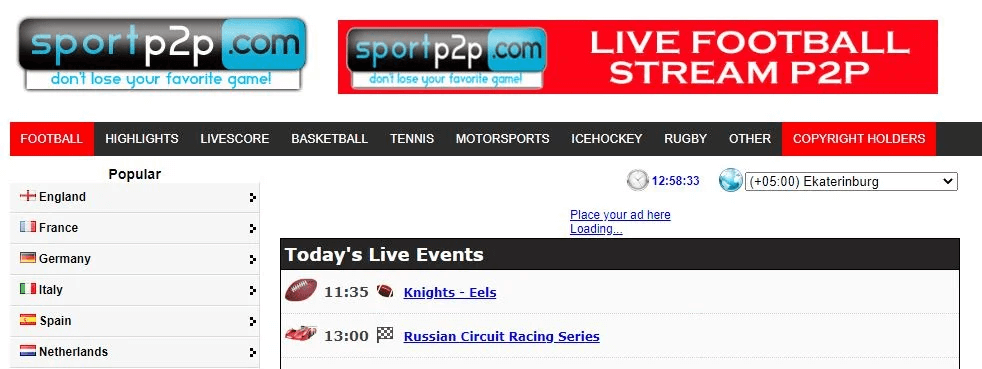 sportp2p.com
don't lose your favorite game!
sportp2p.com
don't lose your favorite game!
LIVE FOOTBALL
STREAM P2P
FOOTBALL HIGHLIGHTS LIVESCORE BASKETBALL TENNIS MOTORSPORTS ICEHOCKEY RUGBY OTHER COPYRIGHT HOLDERS
Popular
England
France
Germany
Italy
Spain
Netherlands
12:58:33 (+05:00) Ekaterinburg
Place your ad here
Loading...
Today's Live Events
11:35 Knights - Eels
13:00 Russian Circuit Racing Series